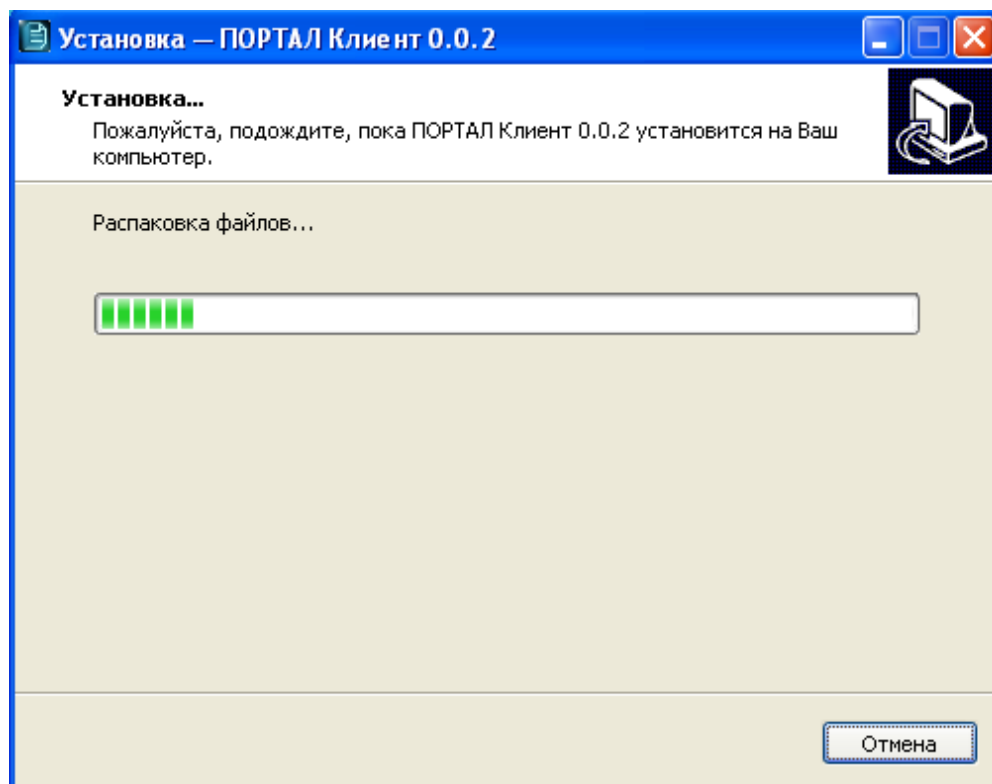 Установка — ПОРТАЛ Клиент 0.0.2
Установка...
Пожалуйста, подождите, пока ПОРТАЛ Клиент 0.0.2 установится на Ваш
компьютер.
Распаковка файлов...
Отмена